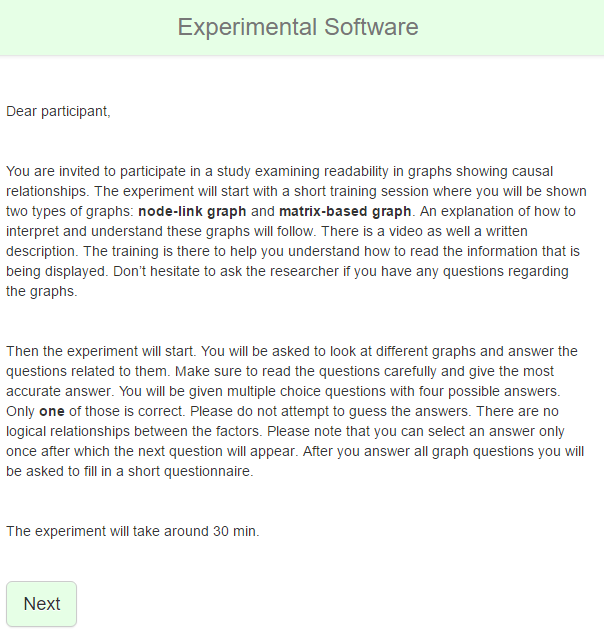 Experimental Software
Dear participant,
You are invited to participate in a study examining readability in graphs showing causal
relationships. The experiment will start with a short training session where you will be shown
two types of graphs: node-link graph and matrix-based graph. An explanation of how to
interpret and understand these graphs will follow. There is a video as well a written
description. The training is there to help you understand how to read the information that is
being displayed. Don't hesitate to ask the researcher if you have any questions regarding
the graphs.
Then the experiment will start. You will be asked to look at different graphs and answer the
questions related to them. Make sure to read the questions carefully and give the most
accurate answer. You will be given multiple choice questions with four possible answers.
Only one of those is correct. Please do not attempt to guess the answers. There are no
logical relationships between the factors. Please note that you can select an answer only
once after which the next question will appear. After you answer all graph questions you will
be asked to fill in a short questionnaire.
The experiment will take around 30 min.
Next